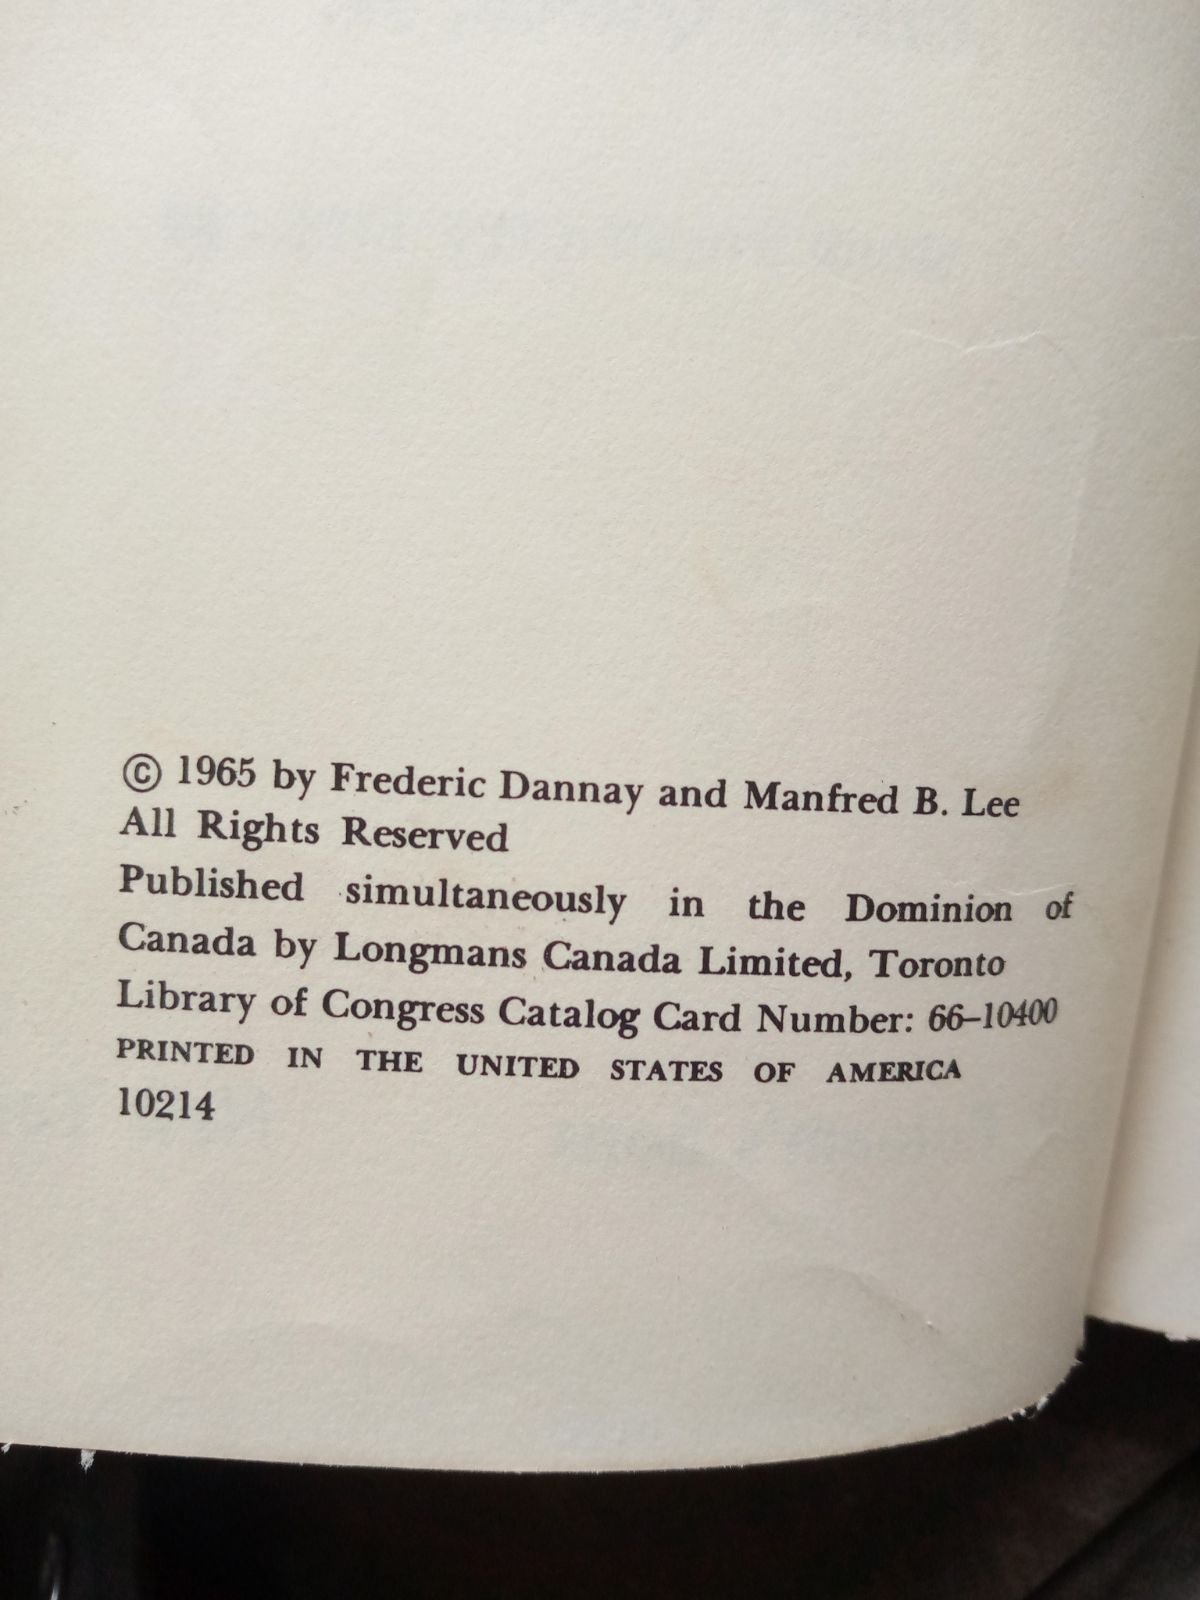 © 1965 by Frederic Dannay and Manfred B. Lee
All Rights Reserved
Published simultaneously in the Dominion of
Canada by Longmans Canada Limited, Toronto
Library of Congress Catalog Card Number: 66–10400
PRINTED IN THE UNITED STATES OF AMERICA
10214